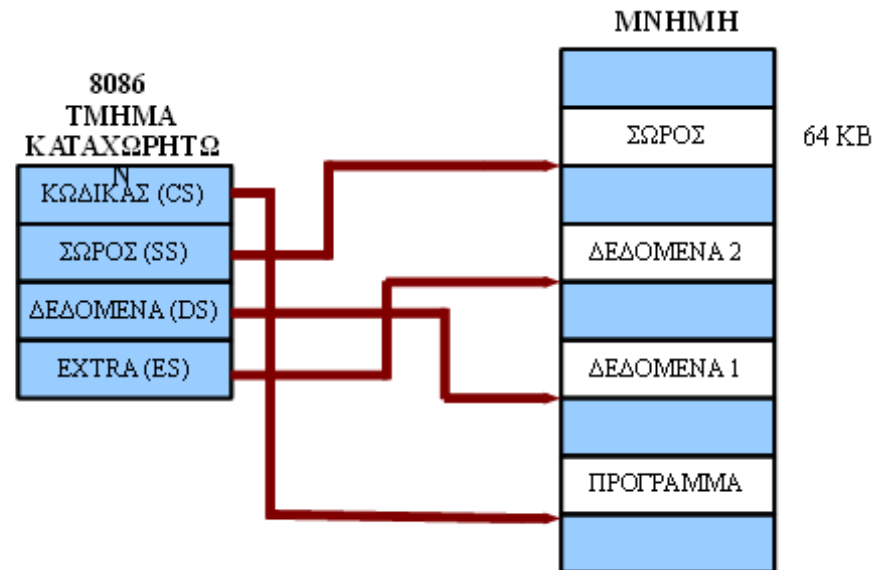 8086
ΤΜΗΜΑ
ΚΑΤΑΧΩΡΗΤΩ
Ν
ΚΩΔΙΚΑΣ (CS)
ΣΩΡΟΣ (SS)
ΔΕΔΟΜΕΝΑ (DS)
EXTRA (ES)
ΜΝΗΜΗ
ΣΩΡΟΣ
64 KB
ΔΕΔΟΜΕΝΑ 2
ΔΕΔΟΜΕΝΑ 1
ΠΡΟΓΡΑΜΜΑ